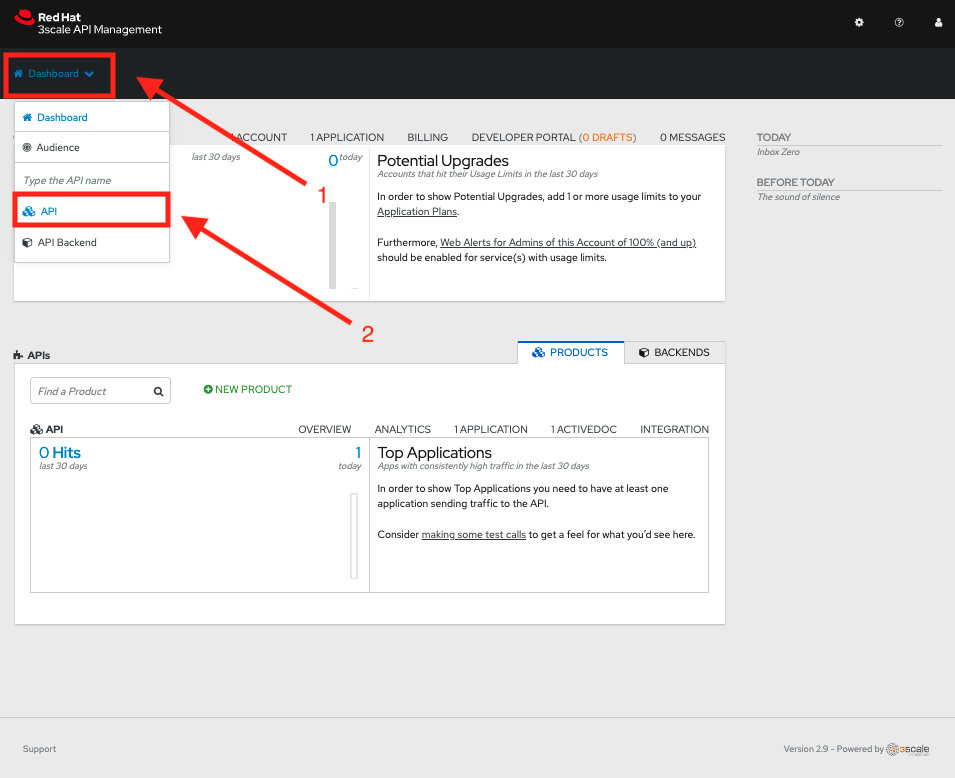 Red Hat
3scale API Management
Dashboard
Dashboard
Audience
Type the API name
API
API Backend
1
2
ACCOUNT 1 APPLICATION BILLING DEVELOPER PORTAL (0 DRAFTS) 0 MESSAGES
last 30 days 0 today
Potential Upgrades
Accounts that hit their Usage Limits in the last 30 days
In order to show Potential Upgrades, add 1 or more usage limits to your
Application Plans.
Furthermore, Web Alerts for Admins of this Account of 100% (and up)
should be enabled for service(s) with usage limits.
TODAY
Inbox Zero
BEFORE TODAY
The sound of silence
APIs
PRODUCTS BACKENDS
Find a Product NEW PRODUCT
API OVERVIEW ANALYTICS 1 APPLICATION 1 ACTIVEDOC INTEGRATION
0 Hits 1
last 30 days today
Top Applications
Apps with consistently high traffic in the last 30 days
In order to show Top Applications you need to have at least one
application sending traffic to the API.
Consider making some test calls to get a feel for what you'd see here.
Support Version 2.9 - Powered by 3scale